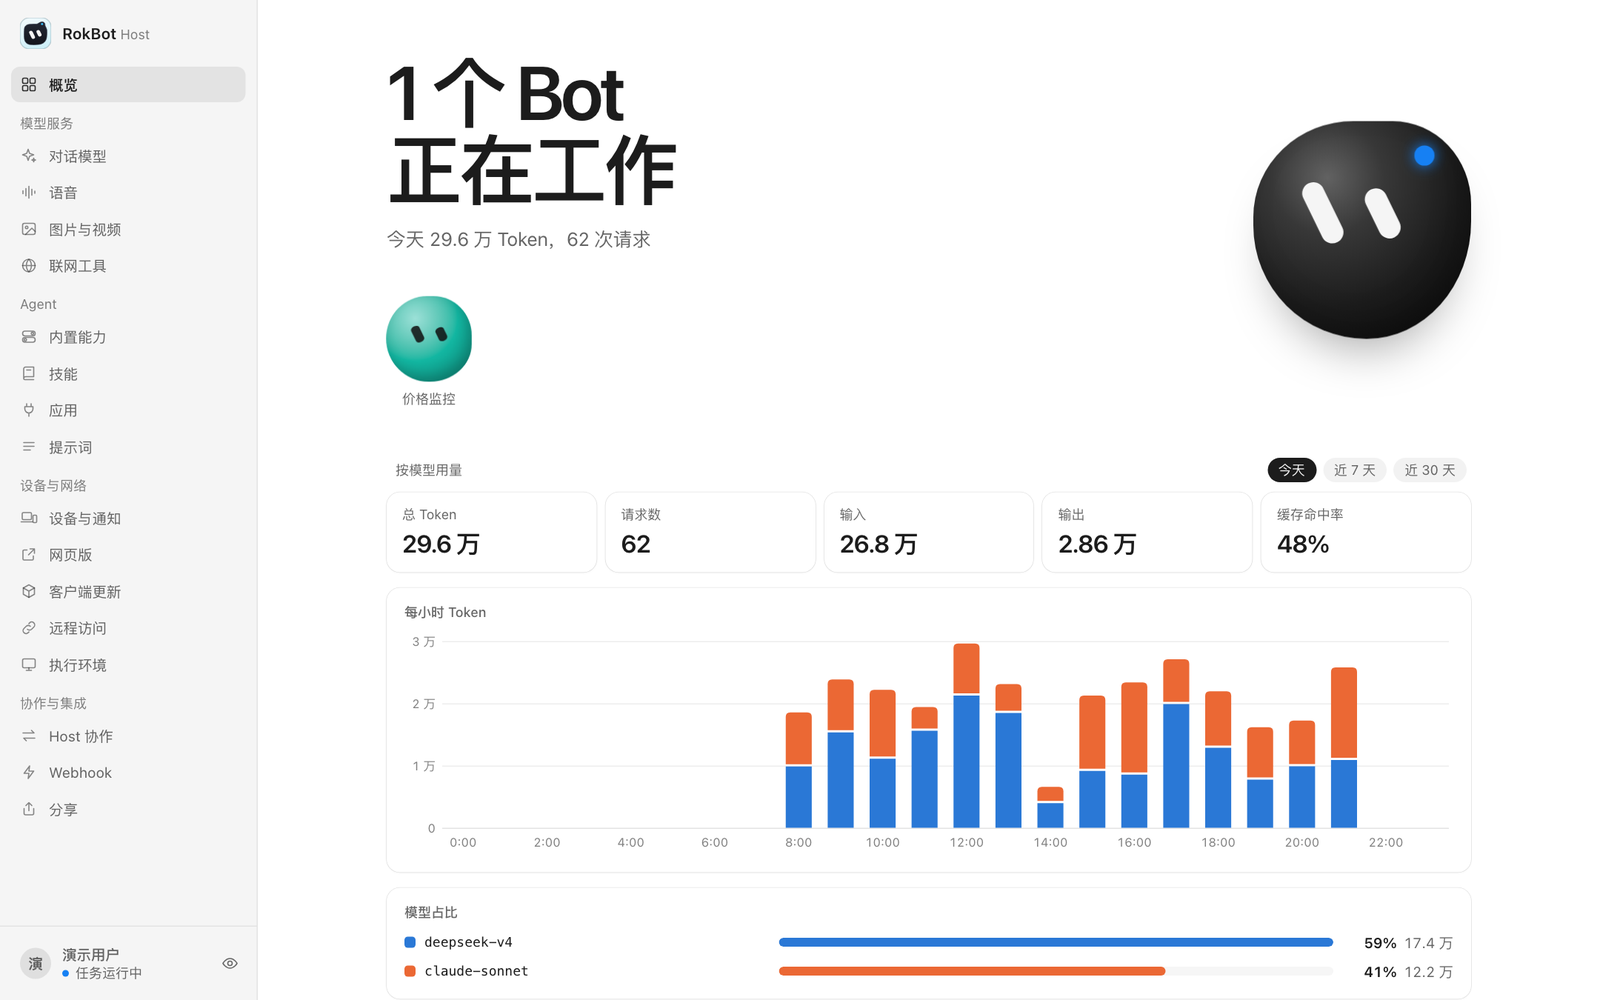 RokBot Host
概览
模型服务
对话模型
语音
图片与视频
联网工具
Agent
内置能力
技能
应用
提示词
设备与网络
设备与通知
网页版
客户端更新
远程访问
执行环境
协作与集成
Host 协作
Webhook
分享
演
演示用户
任务运行中
1 个 Bot
正在工作
今天 29.6 万 Token，62 次请求
价格监控
按模型用量
今天 近 7 天 近 30 天
总 Token
29.6 万
请求数
62
输入
26.8 万
输出
2.86 万
缓存命中率
48%
每小时 Token
3 万
2 万
1 万
0
0:00 2:00 4:00 6:00 8:00 10:00 12:00 14:00 16:00 18:00 20:00 22:00
模型占比
deepseek-v4 59% 17.4 万
claude-sonnet 41% 12.2 万